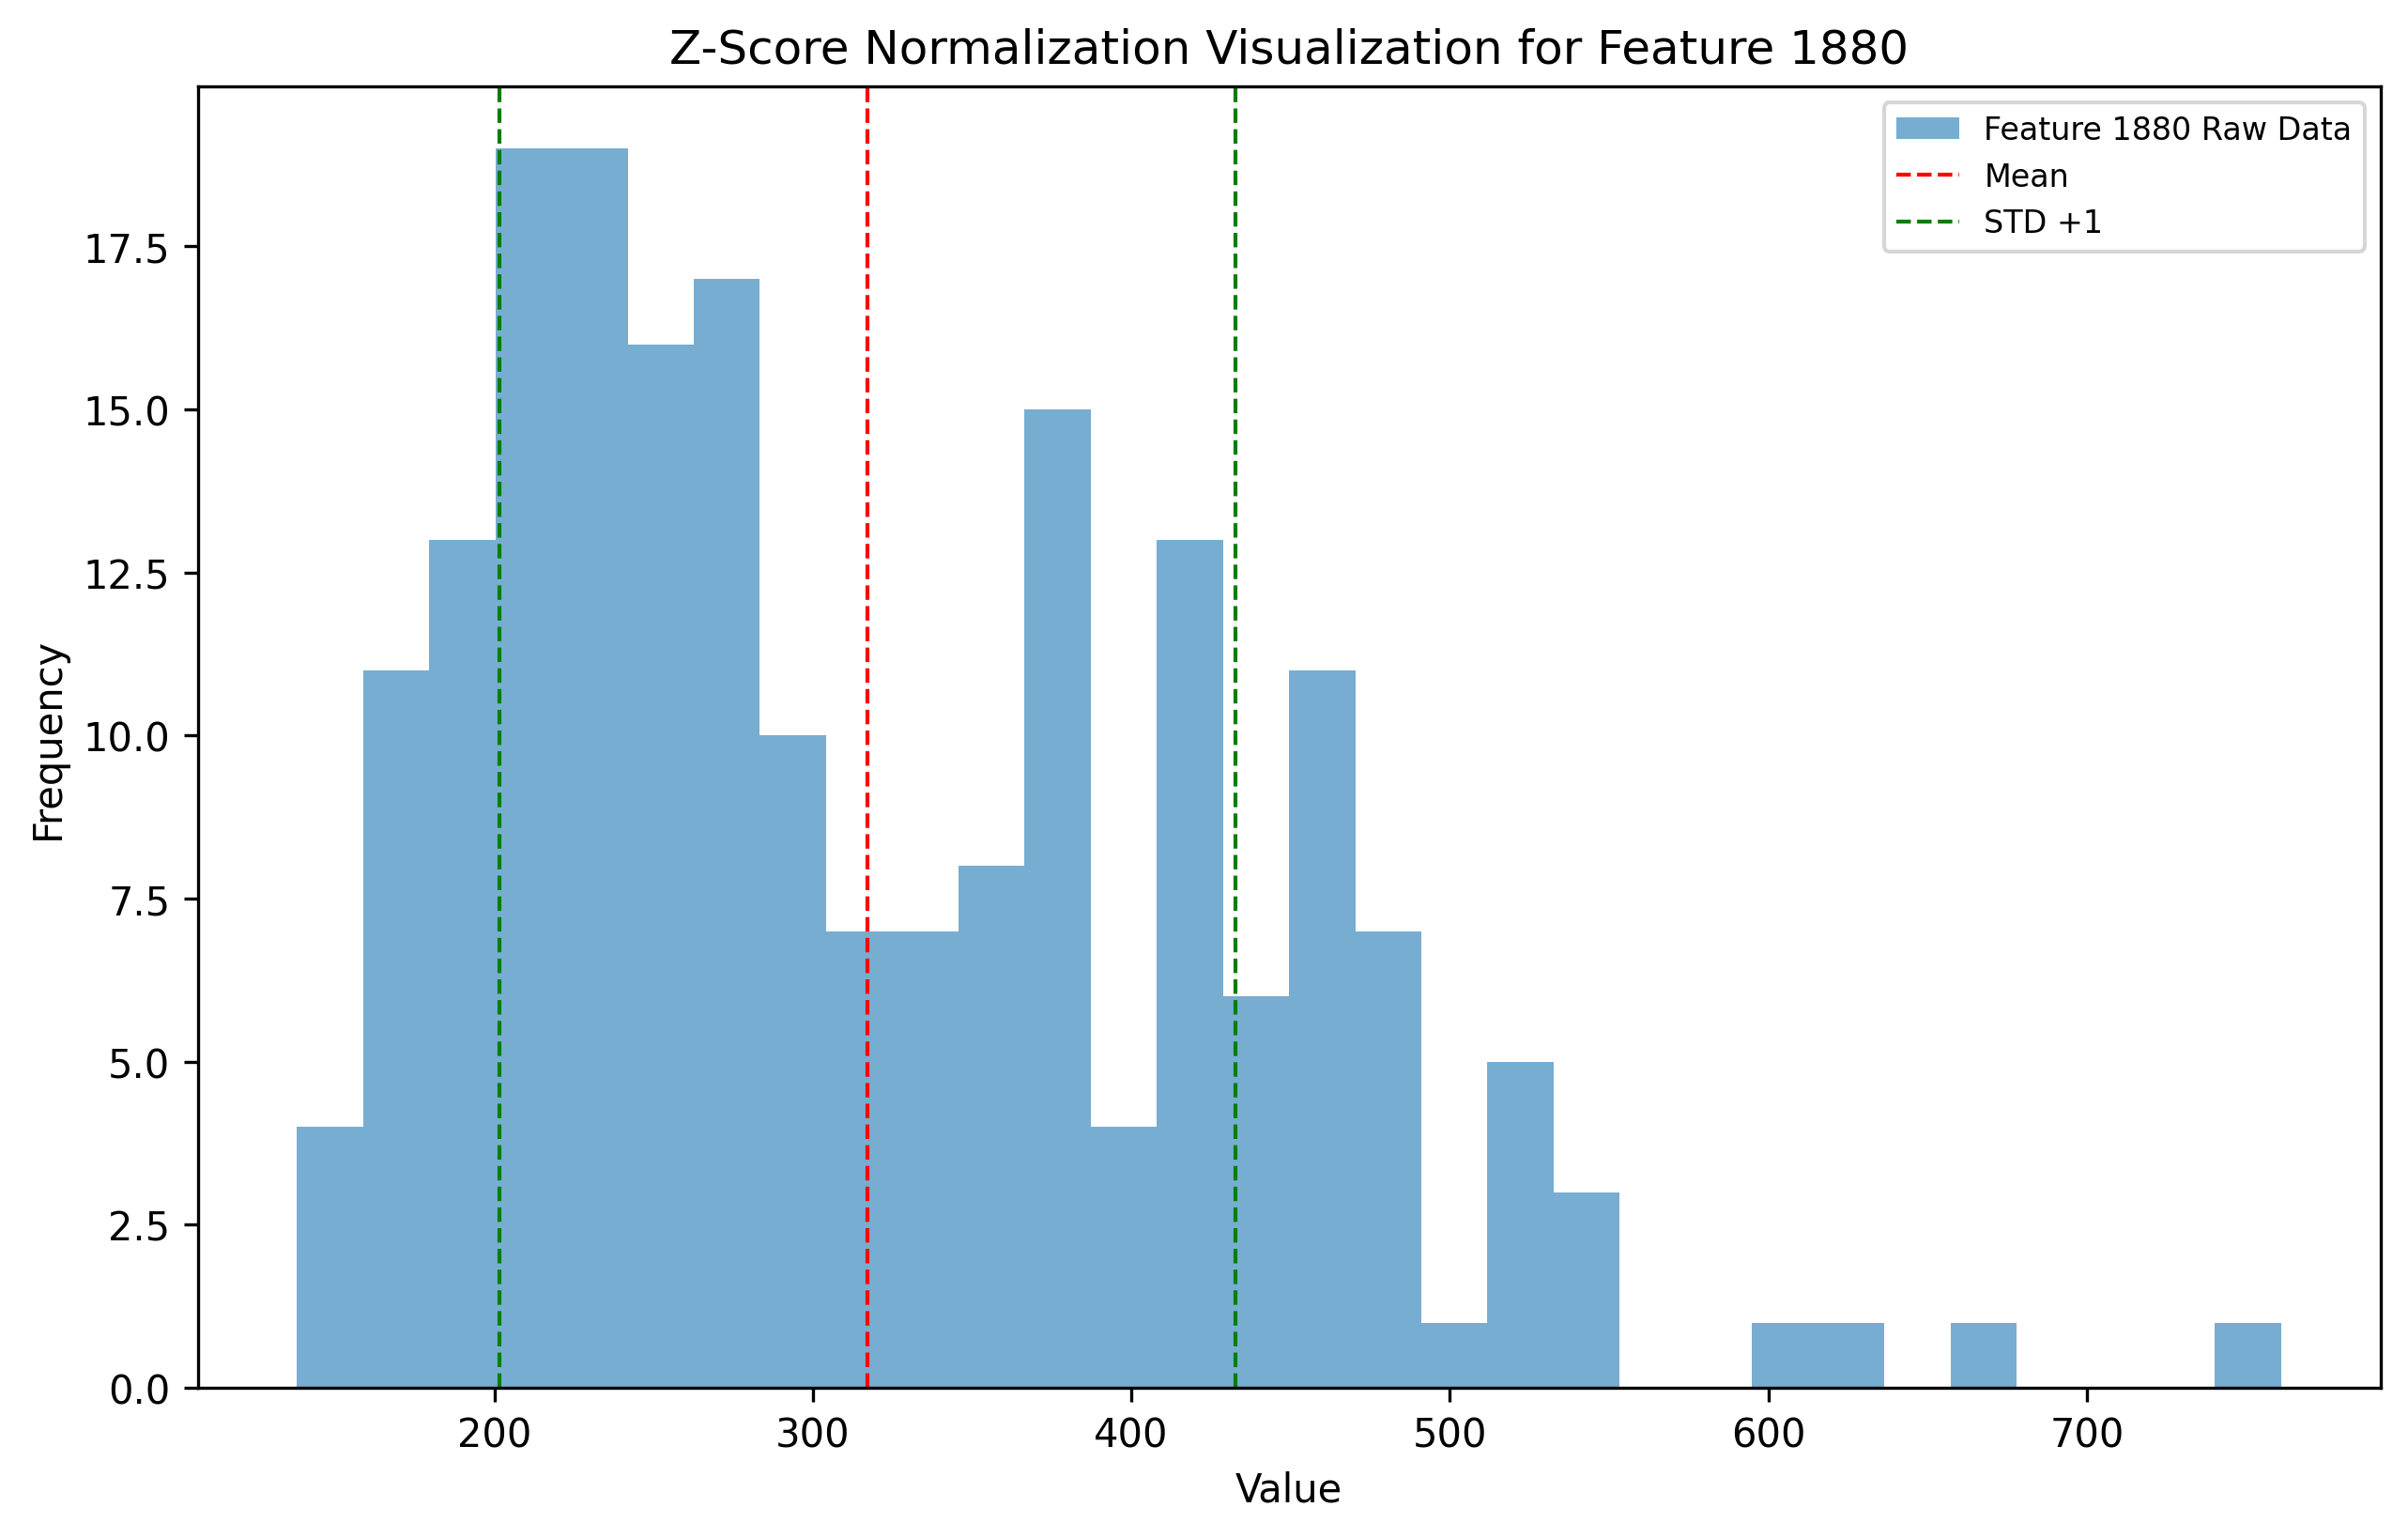 Z-Score Normalization Visualization for Feature 1880
Feature 1880 Raw Data
Mean
STD +1
Frequency
17.5
15.0
12.5
10.0
7.5
5.0
2.5
0.0
200 300 400 500 600 700
Value